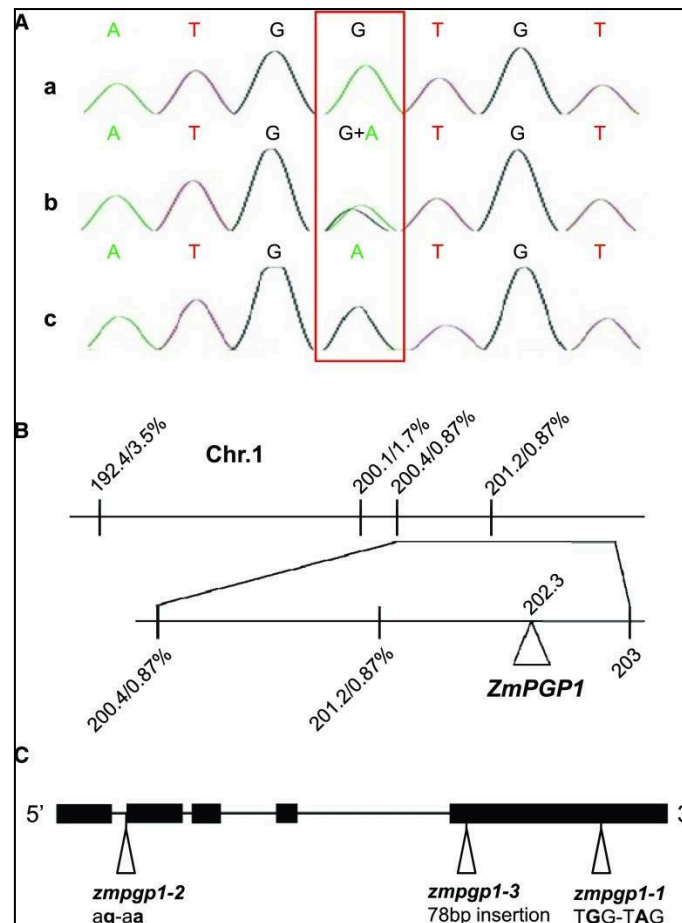 A
A T G G T G T
a
A T G G+A T G T
b
A T G A T G T
c
B
Chr.1
192.4/3.5%
200.1/1.7%
200.4/0.87%
201.2/0.87%
200.4/0.87%
201.2/0.87%
202.3
203
ZmPGP1
C
5'
zmpgp1-2
ag-aa
zmpgp1-3
78bp insertion
zmpgp1-1
TGG-TAG